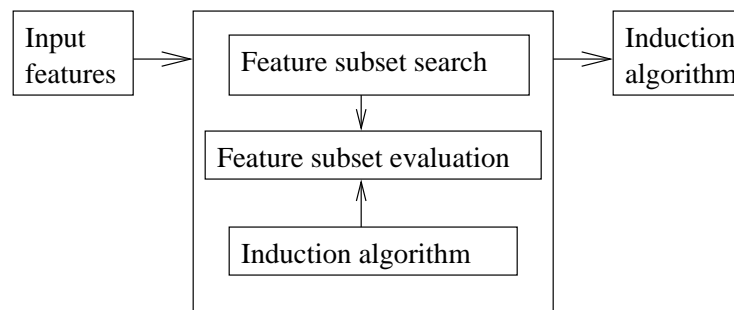 Input
features
Feature subset search
Feature subset evaluation
Induction algorithm
Induction
algorithm